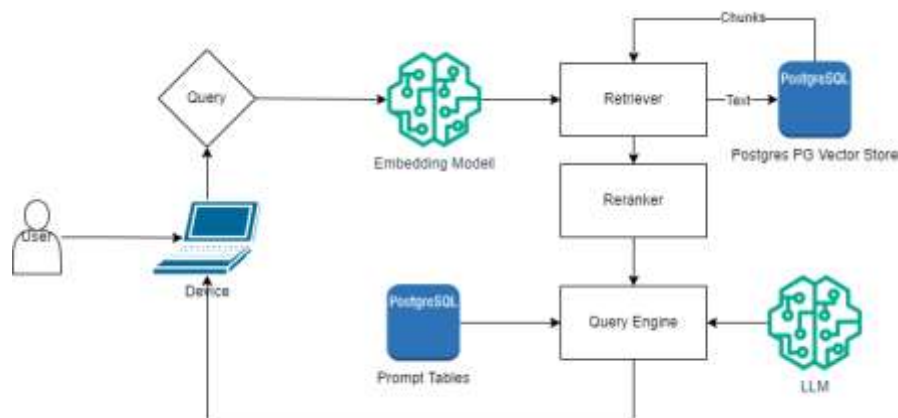 Chunks
PostgreSQL
Query
Retriever
Text
Embedding Modell
Postgres PG Vector Store
Reranker
User
Device
PostgreSQL
Query Engine
Prompt Tables
LLM